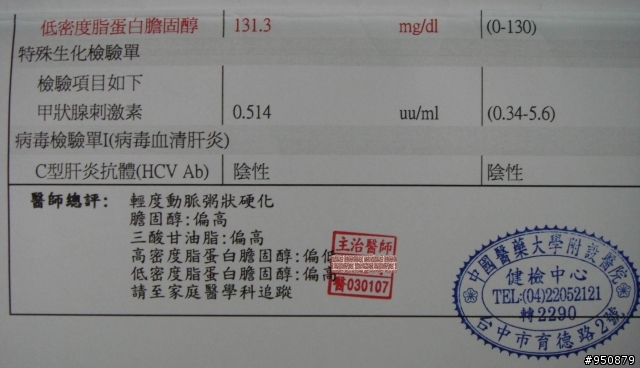 低密度脂蛋白膽固醇 131.3 mg/dl (0-130)
特殊生化檢驗單
檢驗項目如下
甲狀腺刺激素 0.514 uu/ml (0.34-5.6)
病毒檢驗單I(病毒血清肝炎)
C型肝炎抗體(HCV Ab) 陰性 陰性
醫師總評: 輕度動脈粥狀硬化
膽固醇:偏高
三酸甘油脂:偏高
高密度脂蛋白膽固醇:偏低
低密度脂蛋白膽固醇:偏高
請至家庭醫學科追蹤
主治醫師
醫030107
中國醫藥大學附設醫院
健檢中心
TEL:(04)22052121
轉2290
台中市育德路2號
#950879